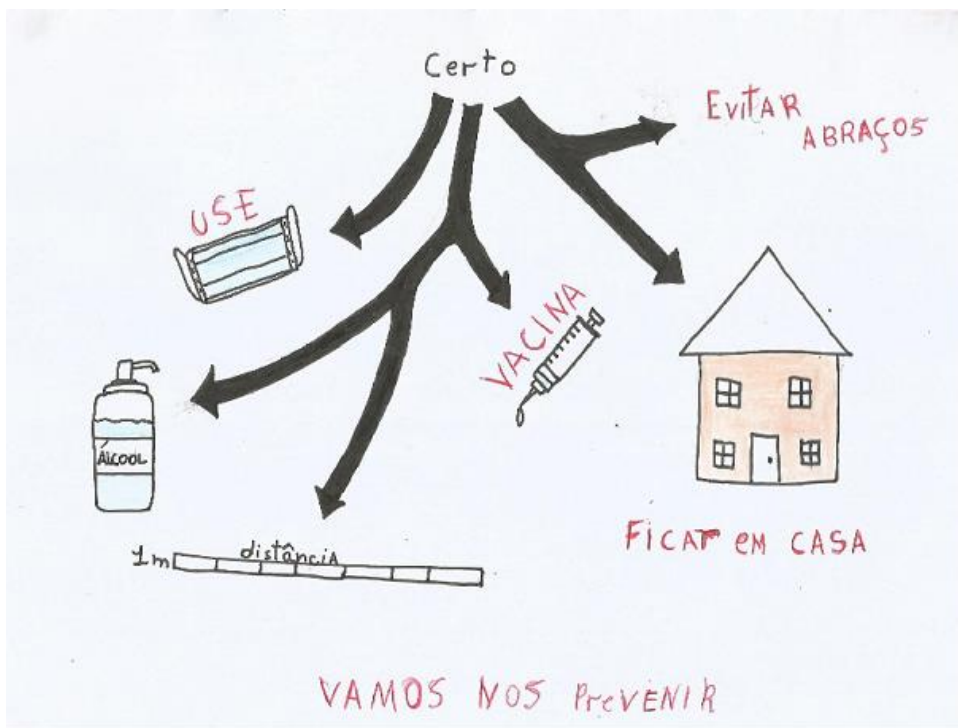 Certo
EVITAR
ABRAÇOS
USE
VACINA
ÁLCOOL
FICAr EM CASA
1m distânciA
VAMOS NOS PreVENIR